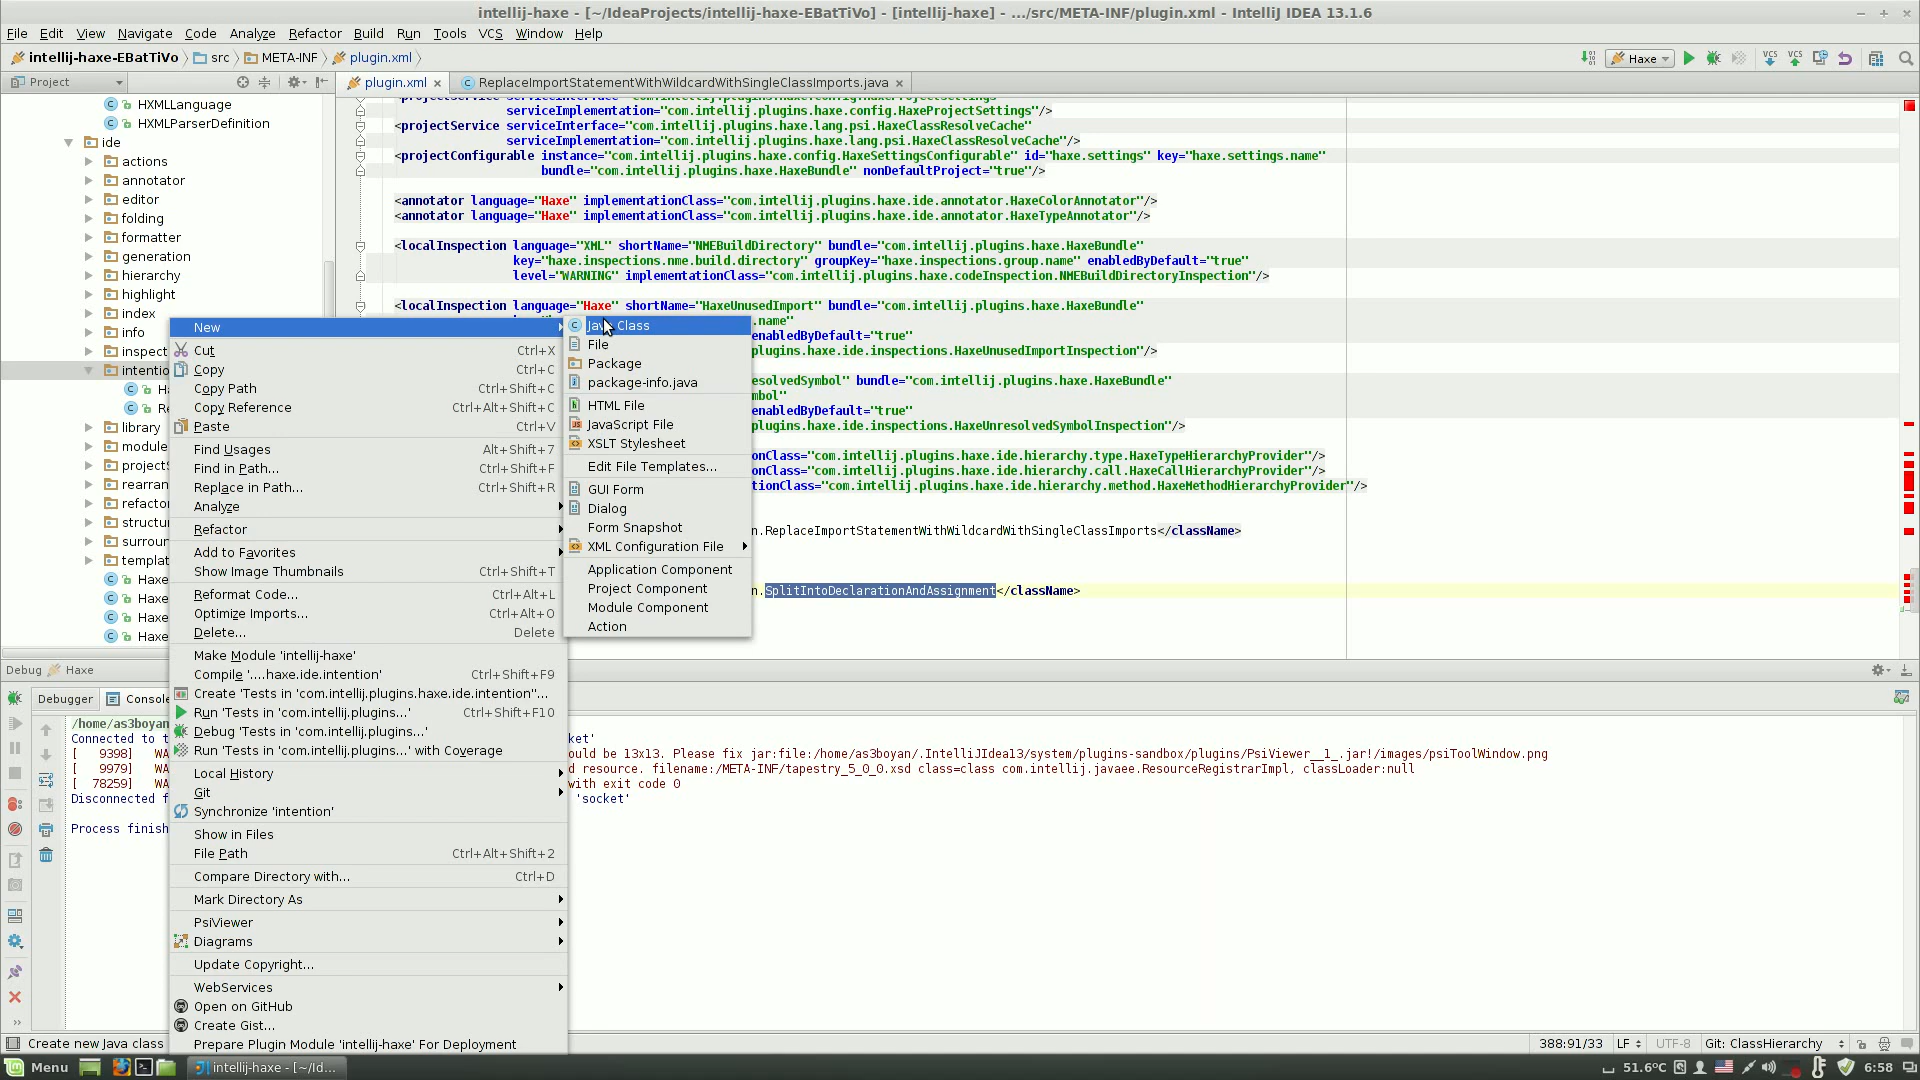 intellij-haxe - [~/IdeaProjects/intellij-haxe-EBatTiVo] - [intellij-haxe] - .../src/META-INF/plugin.xml - IntelliJ IDEA 13.1.6
File Edit View Navigate Code Analyze Refactor Build Run Tools VCS Window Help
intellij-haxe-EBatTiVo src META-INF plugin.xml Haxe
Project plugin.xml ReplaceImportStatementWithWildcardWithSingleClassImports.java
HXMLLanguage
HXMLParserDefinition
ide
actions
annotator
editor
folding
formatter
generation
hierarchy
highlight
index
info
inspect
intentio
Ha
Re
library
module
project
rearran
refactor
structu
surroun
templat
Haxe
Haxe
Haxe
Haxe
serviceImplementation="com.intellij.plugins.haxe.config.HaxeProjectSettings"/>
<projectService serviceInterface="com.intellij.plugins.haxe.lang.psi.HaxeClassResolveCache"
serviceImplementation="com.intellij.plugins.haxe.lang.psi.HaxeClassResolveCache"/>
<projectConfigurable instance="com.intellij.plugins.haxe.config.HaxeSettingsConfigurable" id="haxe.settings" key="haxe.settings.name"
bundle="com.intellij.plugins.haxe.HaxeBundle" nonDefaultProject="true"/>
<annotator language="Haxe" implementationClass="com.intellij.plugins.haxe.ide.annotator.HaxeColorAnnotator"/>
<annotator language="Haxe" implementationClass="com.intellij.plugins.haxe.ide.annotator.HaxeTypeAnnotator"/>
<localInspection language="XML" shortName="NMEBuildDirectory" bundle="com.intellij.plugins.haxe.HaxeBundle"
key="haxe.inspections.nme.build.directory" groupKey="haxe.inspections.group.name" enabledByDefault="true"
level="WARNING" implementationClass="com.intellij.plugins.haxe.codeInspection.NMEBuildDirectoryInspection"/>
<localInspection language="Haxe" shortName="HaxeUnusedImport" bundle="com.intellij.plugins.haxe.HaxeBundle"
.name"
enabledByDefault="true"
plugins.haxe.ide.inspections.HaxeUnusedImportInspection"/>
esolvedSymbol" bundle="com.intellij.plugins.haxe.HaxeBundle"
mbol"
enabledByDefault="true"
plugins.haxe.ide.inspections.HaxeUnresolvedSymbolInspection"/>
onClass="com.intellij.plugins.haxe.ide.hierarchy.type.HaxeTypeHierarchyProvider"/>
onClass="com.intellij.plugins.haxe.ide.hierarchy.call.HaxeCallHierarchyProvider"/>
tionClass="com.intellij.plugins.haxe.ide.hierarchy.method.HaxeMethodHierarchyProvider"/>
n.ReplaceImportStatementWithWildcardWithSingleClassImports</className>
n.SplitIntoDeclarationAndAssignment</className>
New
Cut Ctrl+X
Copy Ctrl+C
Copy Path Ctrl+Shift+C
Copy Reference Ctrl+Alt+Shift+C
Paste Ctrl+V
Find Usages Alt+Shift+7
Find in Path... Ctrl+Shift+F
Replace in Path... Ctrl+Shift+R
Analyze
Refactor
Add to Favorites
Show Image Thumbnails Ctrl+Shift+T
Reformat Code... Ctrl+Alt+L
Optimize Imports... Ctrl+Alt+O
Delete... Delete
Make Module 'intellij-haxe'
Compile '....haxe.ide.intention' Ctrl+Shift+F9
Create 'Tests in 'com.intellij.plugins.haxe.ide.intention''...
Run 'Tests in 'com.intellij.plugins...' Ctrl+Shift+F10
Debug 'Tests in 'com.intellij.plugins...'
Run 'Tests in 'com.intellij.plugins...' with Coverage
Local History
Git
Synchronize 'intention'
Show in Files
File Path Ctrl+Alt+Shift+2
Compare Directory with... Ctrl+D
Mark Directory As
PsiViewer
Diagrams
Update Copyright...
WebServices
Open on GitHub
Create Gist...
Prepare Plugin Module 'intellij-haxe' For Deployment
Java Class
File
Package
package-info.java
HTML File
JavaScript File
XSLT Stylesheet
Edit File Templates...
GUI Form
Dialog
Form Snapshot
XML Configuration File
Application Component
Project Component
Module Component
Action
Debug Haxe
Debugger Console
/home/as3boyan
Connected to t ket'
[ 9398] WA ould be 13x13. Please fix jar:file:/home/as3boyan/.IntelliJIdea13/system/plugins-sandbox/plugins/PsiViewer__1_.jar!/images/psiToolWindow.png
[ 9979] WA d resource. filename:/META-INF/tapestry_5_0_0.xsd class=class com.intellij.javaee.ResourceRegistrarImpl, classLoader:null
[ 78259] WA with exit code 0
Disconnected f 'socket'
Process finish
Create new Java class 388:91/33 LF UTF-8 Git: ClassHierarchy
Menu intellij-haxe - [~/Id... 51.6°C 6:58